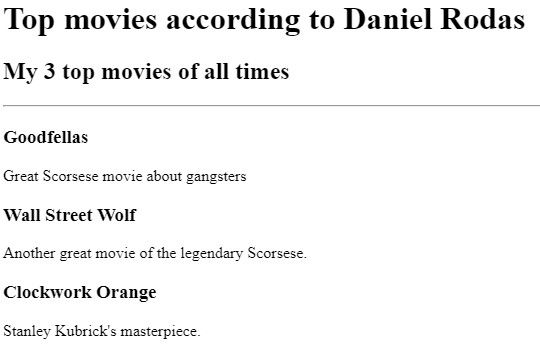 Top movies according to Daniel Rodas
My 3 top movies of all times
Goodfellas
Great Scorsese movie about gangsters
Wall Street Wolf
Another great movie of the legendary Scorsese.
Clockwork Orange
Stanley Kubrick's masterpiece.